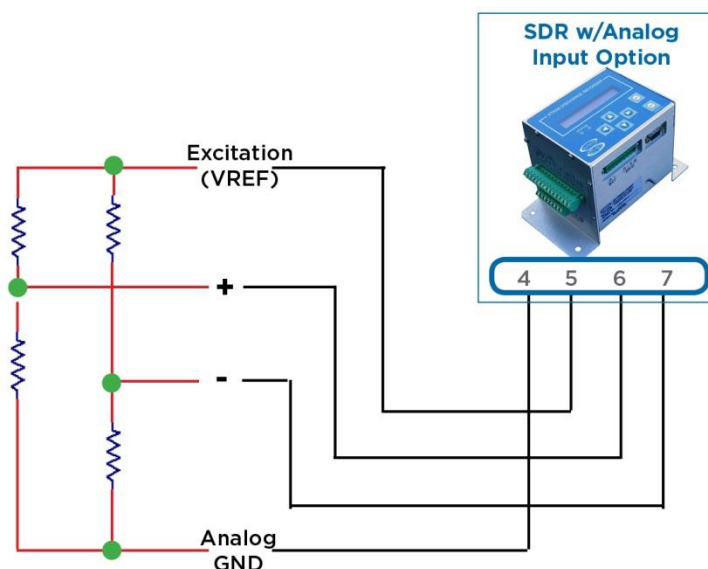 SDR w/Analog
Input Option
Excitation
(VREF)
+
-
4 5 6 7
Analog
GND